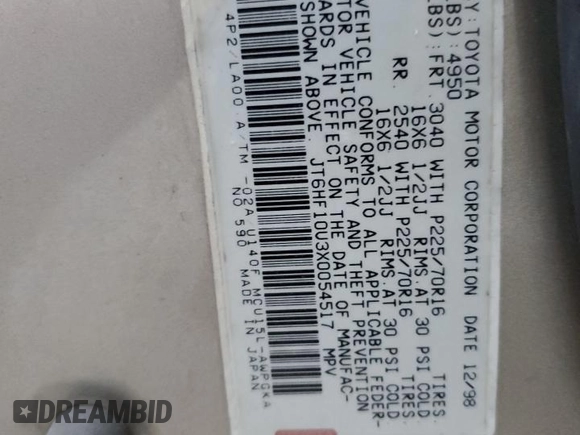 Y:TOYOTA MOTOR CORPORATION DATE 12/98
BS):4950
LBS):FRT. 3040 WITH P225/70R16 TIRES.
16X6 1/2JJ RIMS.AT 30 PSI COLD
RR. 2540 WITH P225/70R16 TIRES.
16X6 1/2JJ RIMS.AT 30 PSI COLD
VEHICLE CONFORMS TO ALL APPLICABLE FEDER-
TOR VEHICLE SAFETY AND THEFT PREVENTION
ARDS IN EFFECT ON THE DATE OF MANUFAC-
SHOWN ABOVE. JT6HF10U3X0054517 MPV
4P2/LA00 A/TM -02A U140F MCU15L-AWPGKA
NO 590 MADE IN JAPAN
DREAMBID